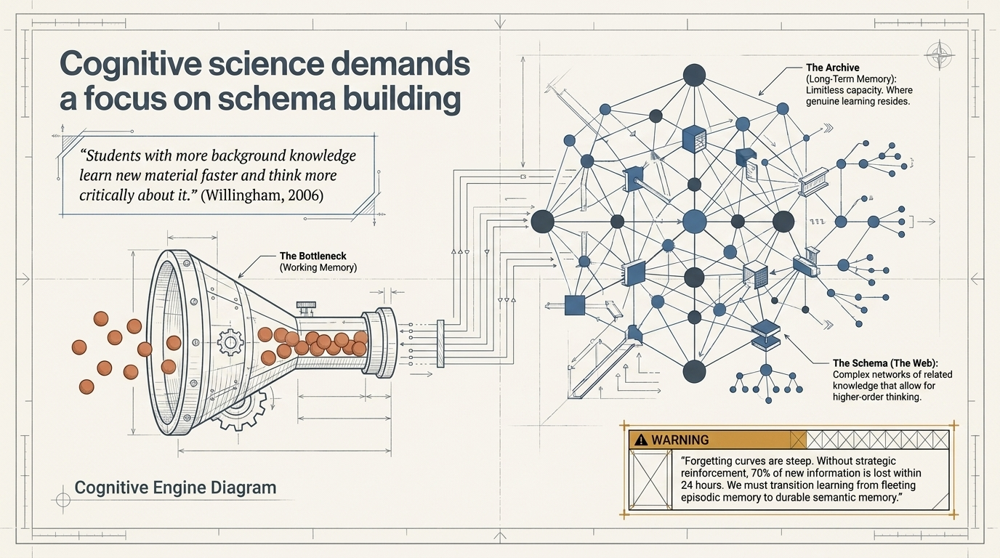 Cognitive science demands
a focus on schema building
“Students with more background knowledge
learn new material faster and think more
critically about it.” (Willingham, 2006)
The Bottleneck
(Working Memory)
The Archive
(Long-Term Memory):
Limitless capacity. Where
genuine learning resides.
The Schema (The Web):
Complex networks of related
knowledge that allow for
higher-order thinking.
WARNING
“Forgetting curves are steep. Without strategic
reinforcement, 70% of new information is lost within
24 hours. We must transition learning from fleeting
episodic memory to durable semantic memory.”
Cognitive Engine Diagram